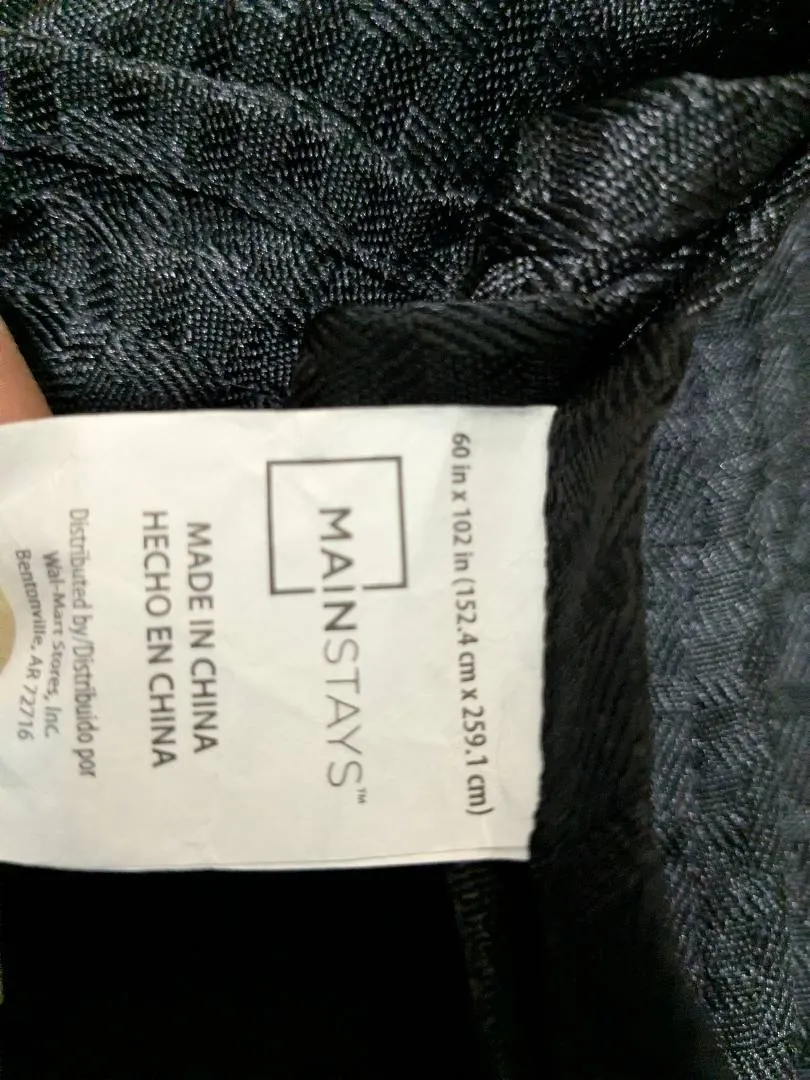 60 in x 102 in (152.4 cm x 259.1 cm)
MAINSTAYS™
MADE IN CHINA
HECHO EN CHINA
Distributed by/Distribuido por
Wal-Mart Stores, Inc.
Bentonville, AR 72716